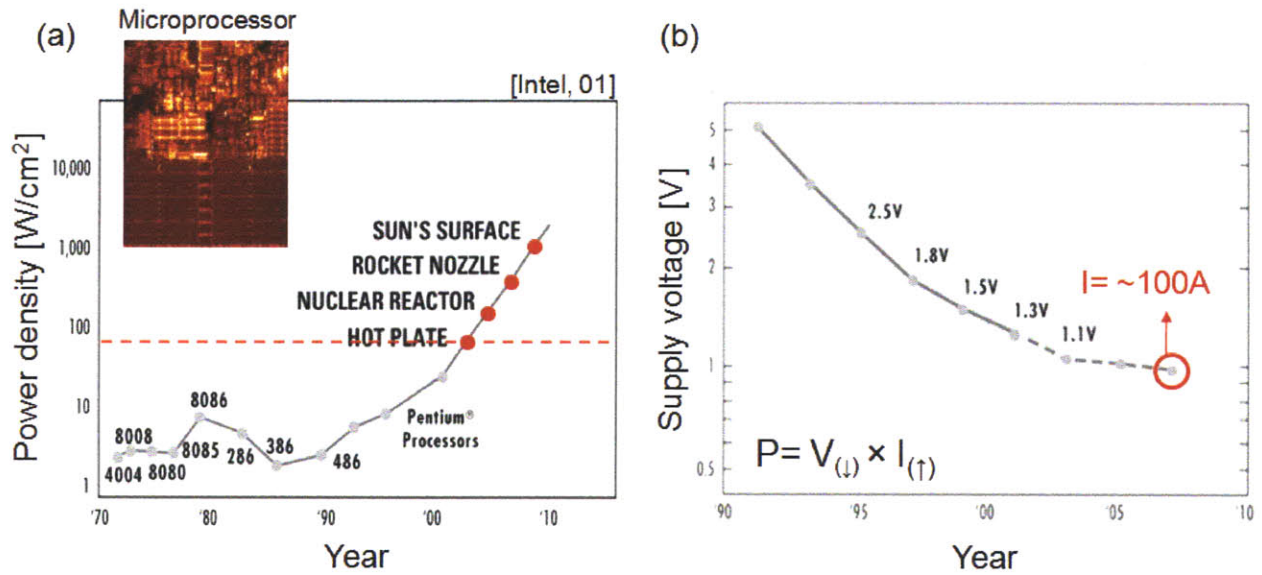 (a)
Microprocessor
[Intel, 01]
Power density [W/cm²]
10,000
1,000
100
10
1
SUN'S SURFACE
ROCKET NOZZLE
NUCLEAR REACTOR
HOT PLATE
4004
8008
8080
8085
8086
286
386
486
Pentium®
Processors
'70
'80
'90
'00
'10
Year
(b)
Supply voltage [V]
5
4
3
2
1
0.5
2.5V
1.8V
1.5V
1.3V
1.1V
I= ~100A
P= V(↓) × I(↑)
'90
'95
'00
'05
'10
Year